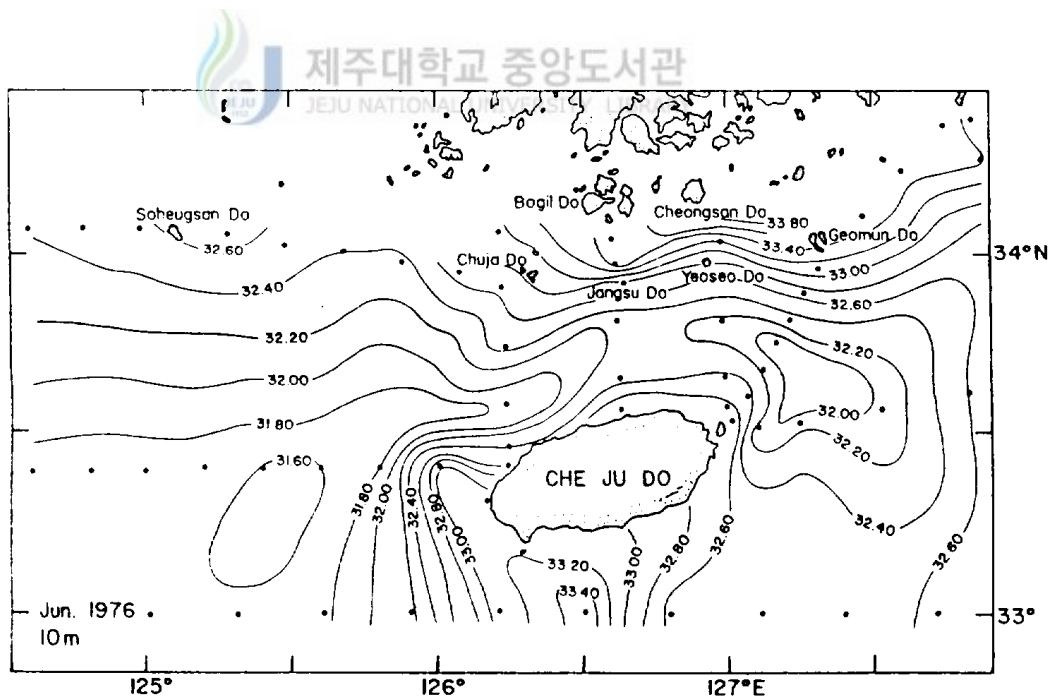 제주대학교 중앙도서관
JEJU NATIONAL UNIVERSITY LIBRARY
JEJU
1952
Soheugsan Do
32.60
Bogil Do
Cheongsan Do
33.80
Geomun Do
33.40
34°N
Chuja Do
33.00
32.40
Jangsu Do
Yeoseo Do
32.60
32.20
32.20
32.00
32.00
31.80
32.20
31.60
CHE JU DO
31.80
32.00
32.40
32.80
33.00
32.40
33.20
33.00
32.80
32.60
32.60
33.40
Jun. 1976
10m
33°
125°
126°
127°E